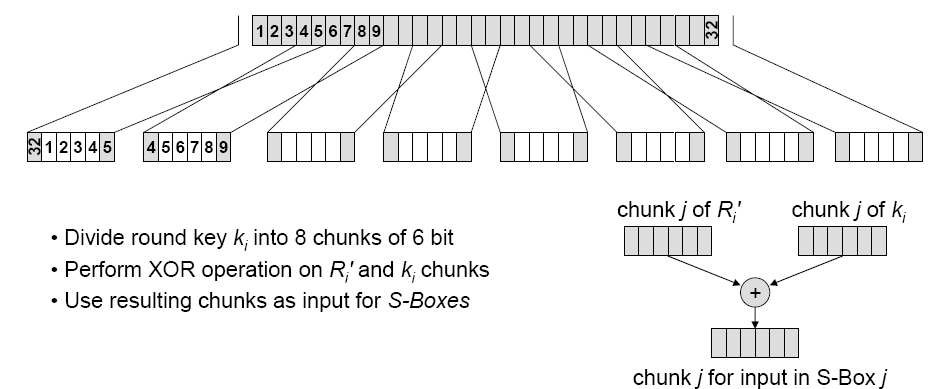 1 2 3 4 5 6 7 8 9 32
32 1 2 3 4 5 4 5 6 7 8 9
chunk j of Ri' chunk j of ki
• Divide round key ki into 8 chunks of 6 bit
• Perform XOR operation on Ri' and ki chunks
• Use resulting chunks as input for S-Boxes
+
chunk j for input in S-Box j